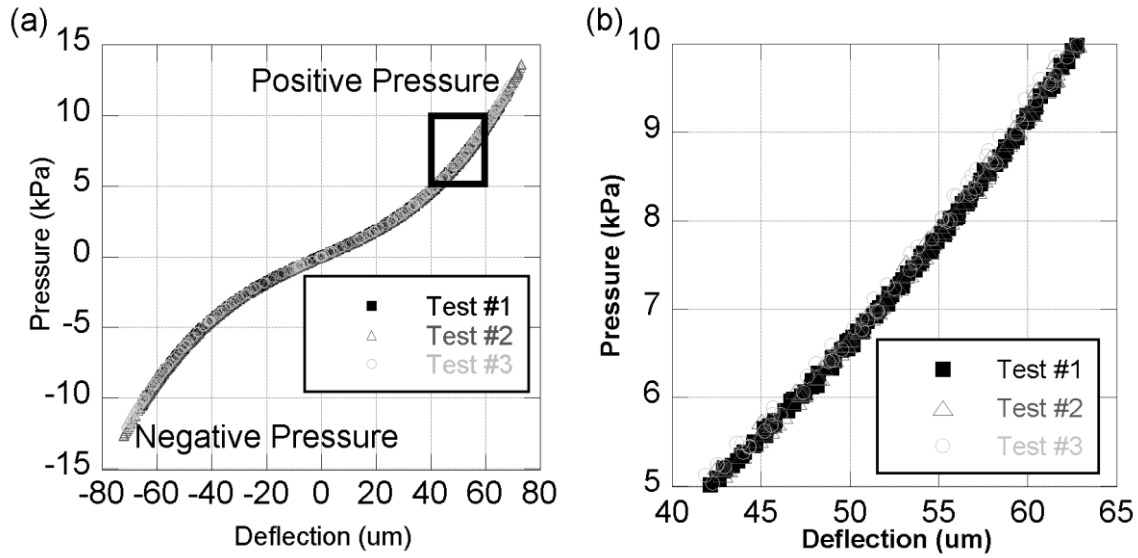 (a)
15
10
5
0
-5
-10
-15
Pressure (kPa)
Positive Pressure
Negative Pressure
Test #1
Test #2
Test #3
-80 -60 -40 -20 0 20 40 60 80
Deflection (um)
(b)
10
9
8
7
6
5
Pressure (kPa)
Test #1
Test #2
Test #3
40 45 50 55 60 65
Deflection (um)